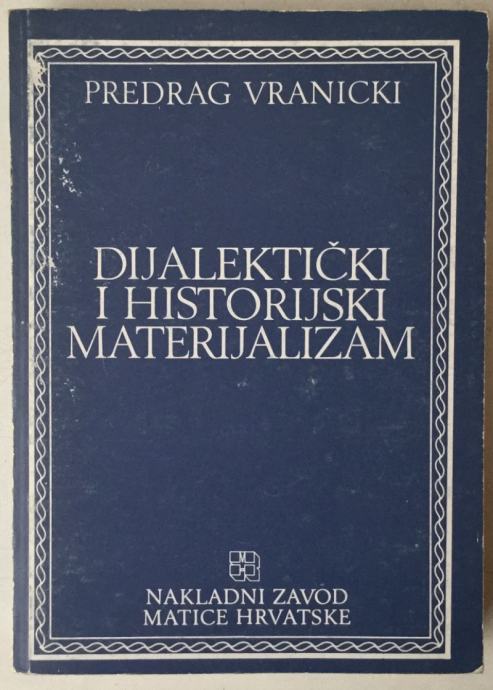 PREDRAG VRANICKI
DIJALEKTIČKI
I HISTORIJSKI
MATERIJALIZAM
NAKLADNI ZAVOD
MATICE HRVATSKE